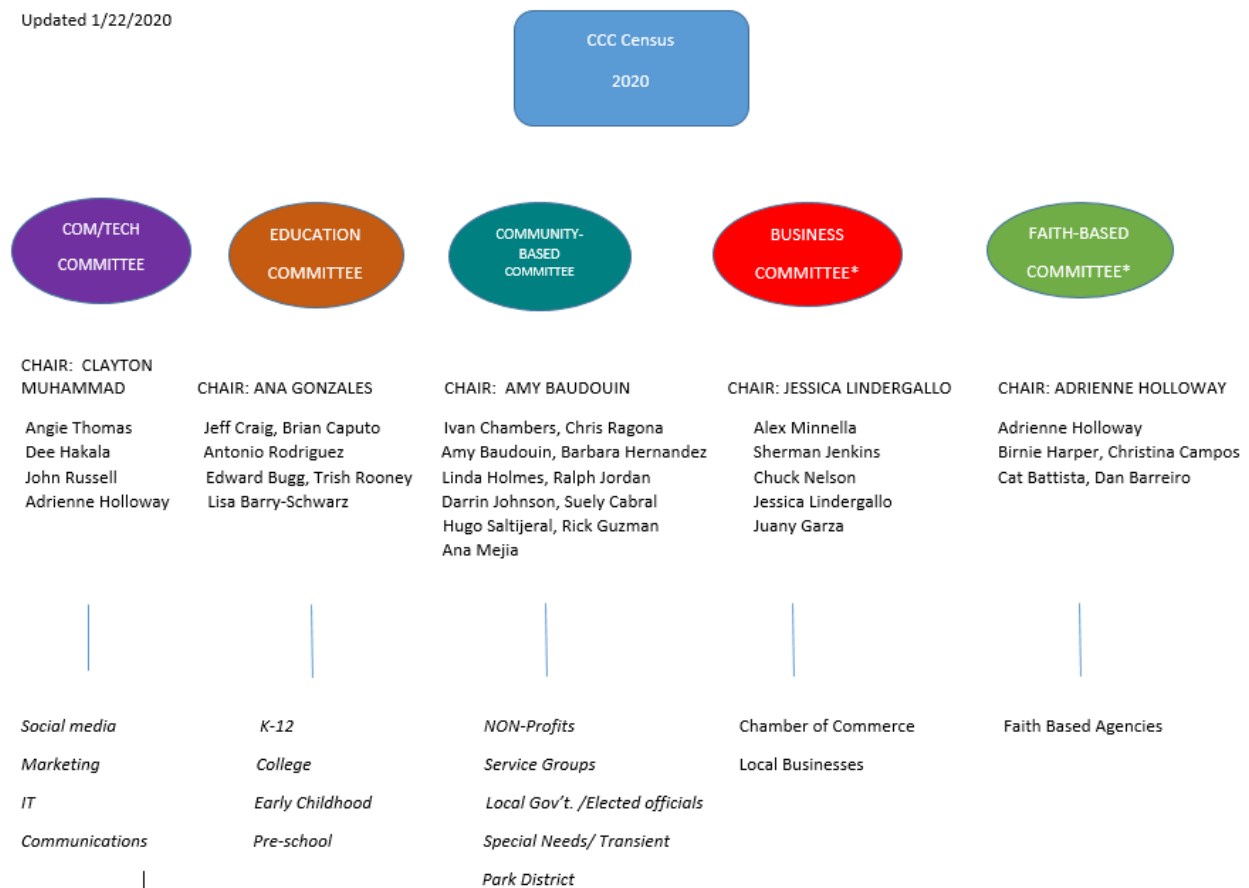 Updated 1/22/2020
CCC Census
2020
COM/TECH
COMMITTEE
EDUCATION
COMMITTEE
COMMUNITY-
BASED
COMMITTEE
BUSINESS
COMMITTEE*
FAITH-BASED
COMMITTEE*
CHAIR:  CLAYTON
MUHAMMAD
Angie Thomas
Dee Hakala
John Russell
Adrienne Holloway
Social media
Marketing
IT
Communications
CHAIR: ANA GONZALES
Jeff Craig, Brian Caputo
Antonio Rodriguez
Edward Bugg, Trish Rooney
Lisa Barry-Schwarz
K-12
College
Early Childhood
Pre-school
CHAIR:  AMY BAUDOUIN
Ivan Chambers, Chris Ragona
Amy Baudouin, Barbara Hernandez
Linda Holmes, Ralph Jordan
Darrin Johnson, Suely Cabral
Hugo Saltijeral, Rick Guzman
Ana Mejia
NON-Profits
Service Groups
Local Gov’t. /Elected officials
Special Needs/ Transient
Park District
CHAIR: JESSICA LINDERGALLO
Alex Minnella
Sherman Jenkins
Chuck Nelson
Jessica Lindergallo
Juany Garza
Chamber of Commerce
Local Businesses
CHAIR: ADRIENNE HOLLOWAY
Adrienne Holloway
Birnie Harper, Christina Campos
Cat Battista, Dan Barreiro
Faith Based Agencies